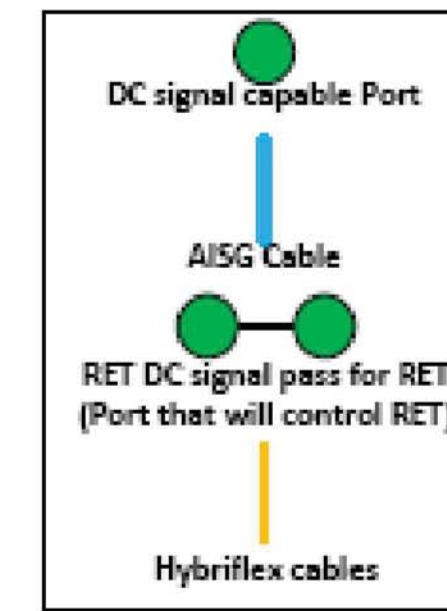 DC signal capable Port
AISG Cable
RET DC signal pass for RET
(Port that will control RET)
Hybriflex cables